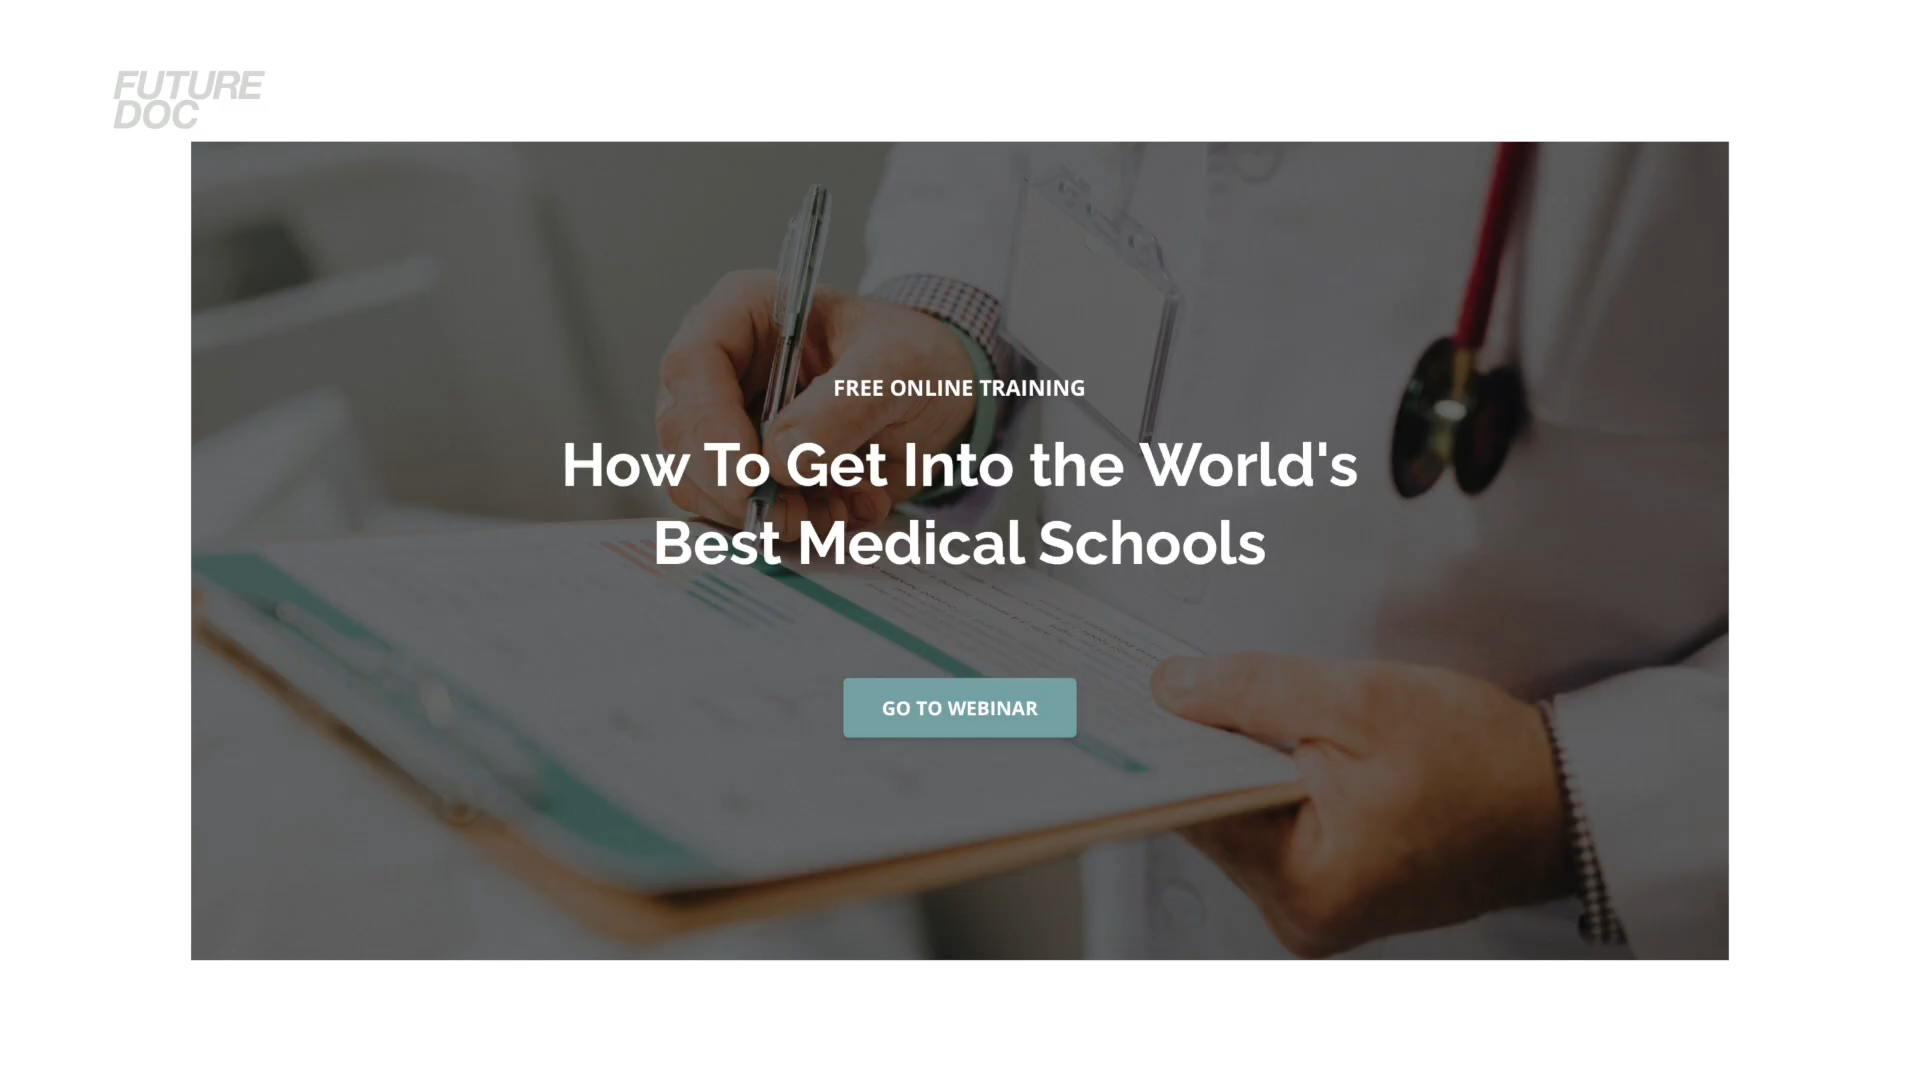 FUTURE
DOC
FREE ONLINE TRAINING
How To Get Into the World's
Best Medical Schools
GO TO WEBINAR